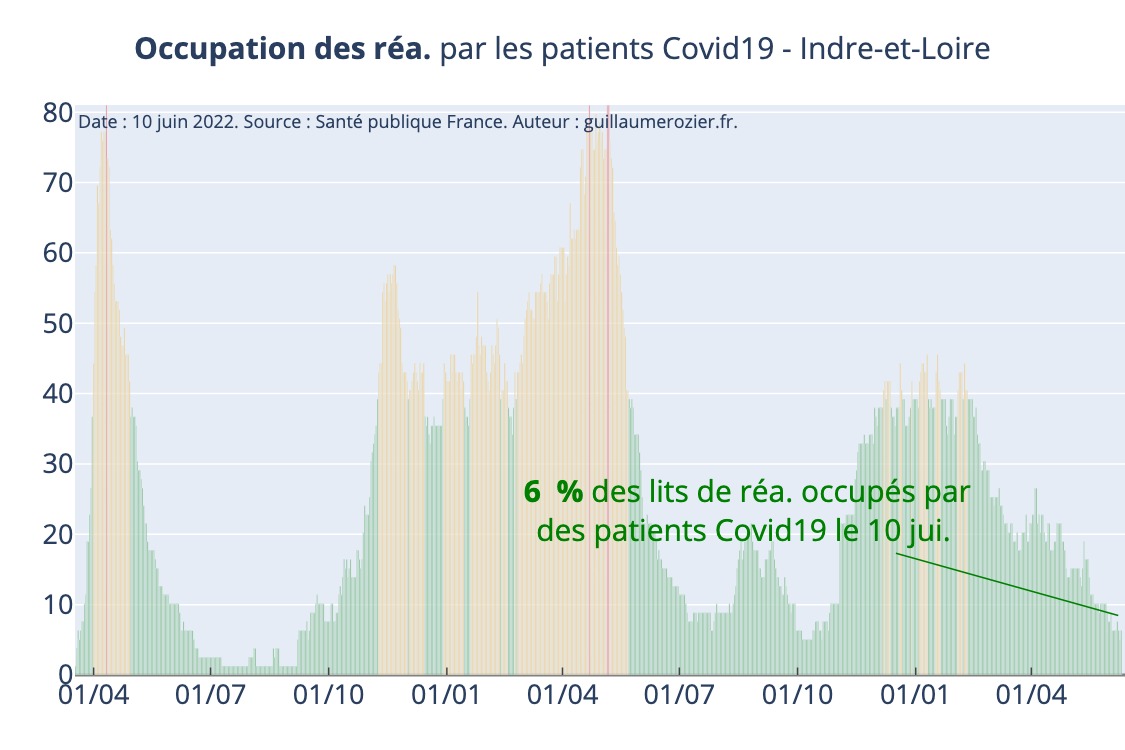 Occupation des réa. par les patients Covid19 - Indre-et-Loire
80
Date : 10 juin 2022. Source : Santé publique France. Auteur : guillaumerozier.fr.
70
60
50
40
30
6 % des lits de réa. occupés par
des patients Covid19 le 10 jui.
20
10
0
01/04 01/07 01/10 01/01 01/04 01/07 01/10 01/01 01/04